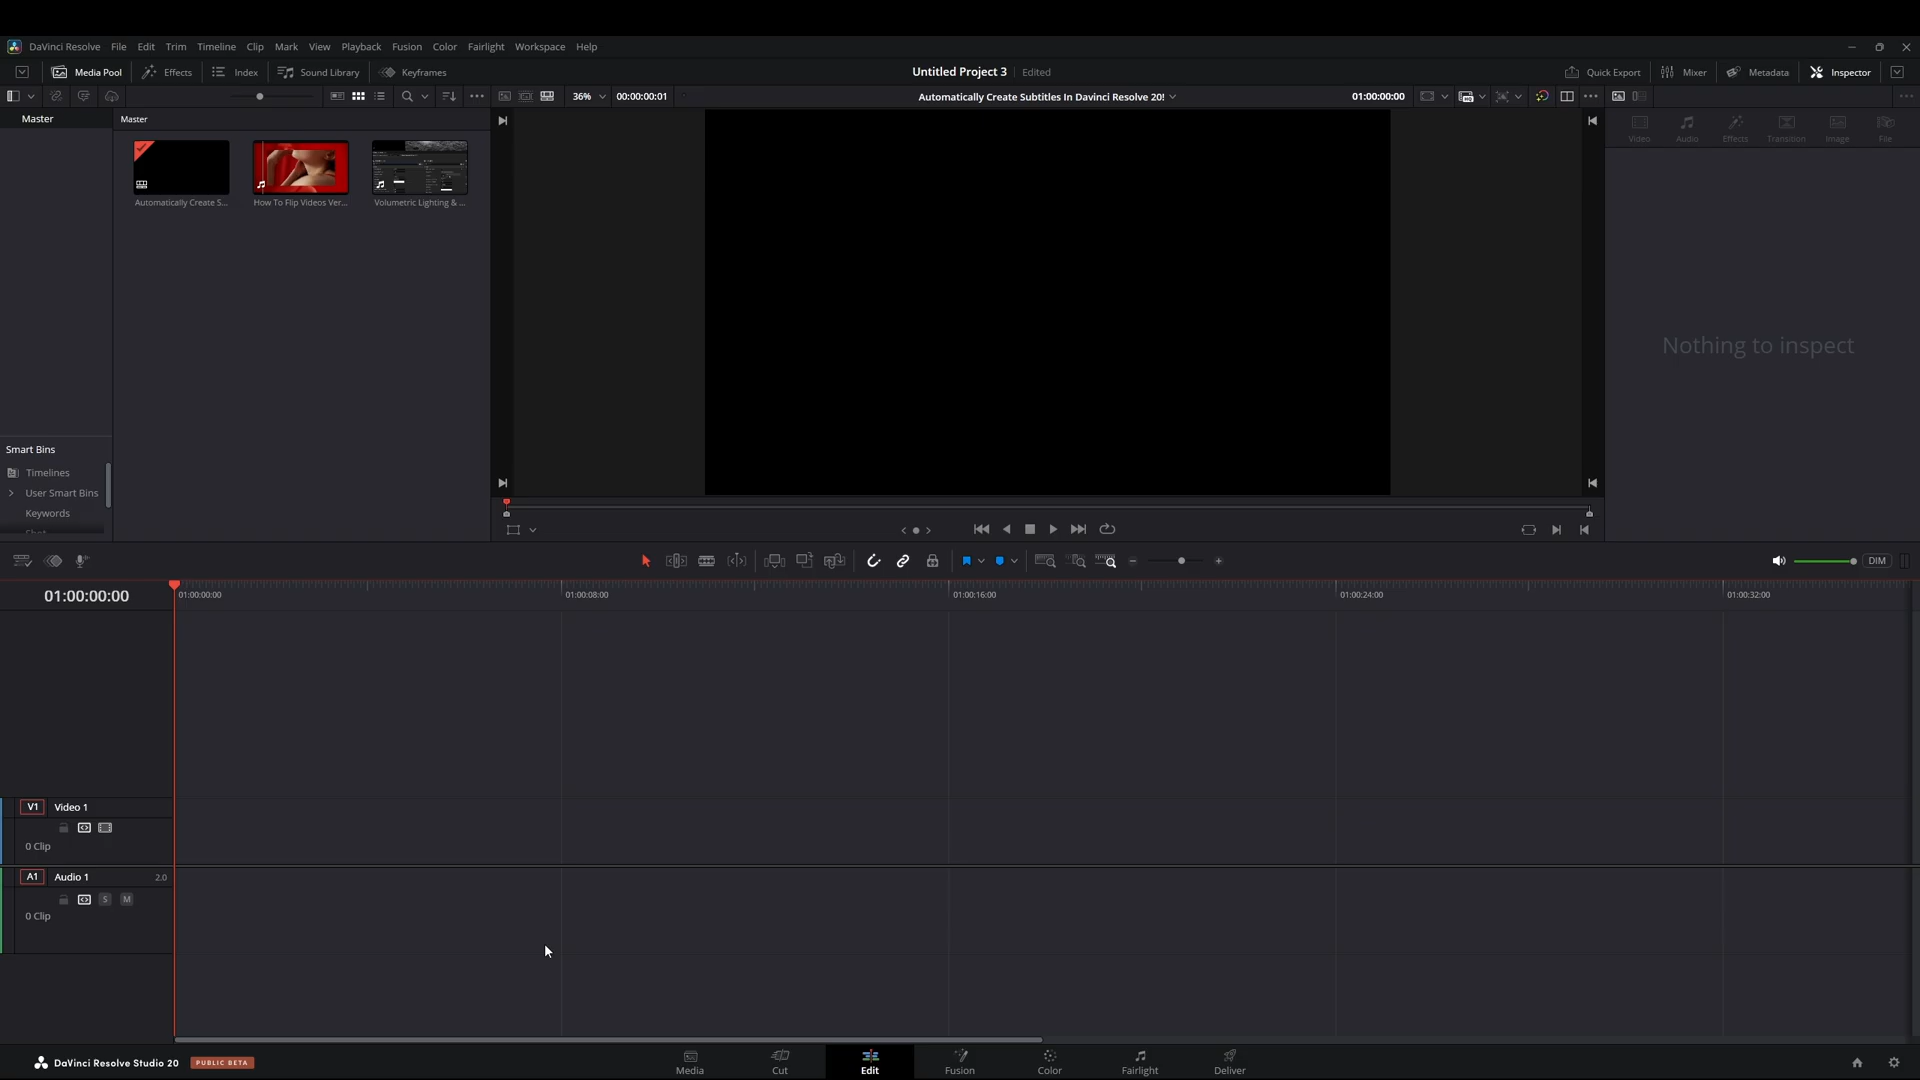 DaVinci Resolve File Edit Trim Timeline Clip Mark View Playback Fusion Color Fairlight Workspace Help
Media Pool Effects Index Sound Library Keyframes Untitled Project 3 Edited Quick Export Mixer Metadata Inspector
36% 00:00:00:01 Automatically Create Subtitles In Davinci Resolve 20! 01:00:00:00
Master Master
Video Audio Effects Transition Image File
Automatically Create S... How To Flip Videos Ver... Volumetric Lighting & ...
Nothing to inspect
Smart Bins
Timelines
User Smart Bins
Keywords
DIM
01:00:00:00 01:00:00:00 01:00:08:00 01:00:16:00 01:00:24:00 01:00:32:00
V1 Video 1
0 Clip
A1 Audio 1 2.0
S M
0 Clip
DaVinci Resolve Studio 20 PUBLIC BETA Media Cut Edit Fusion Color Fairlight Deliver